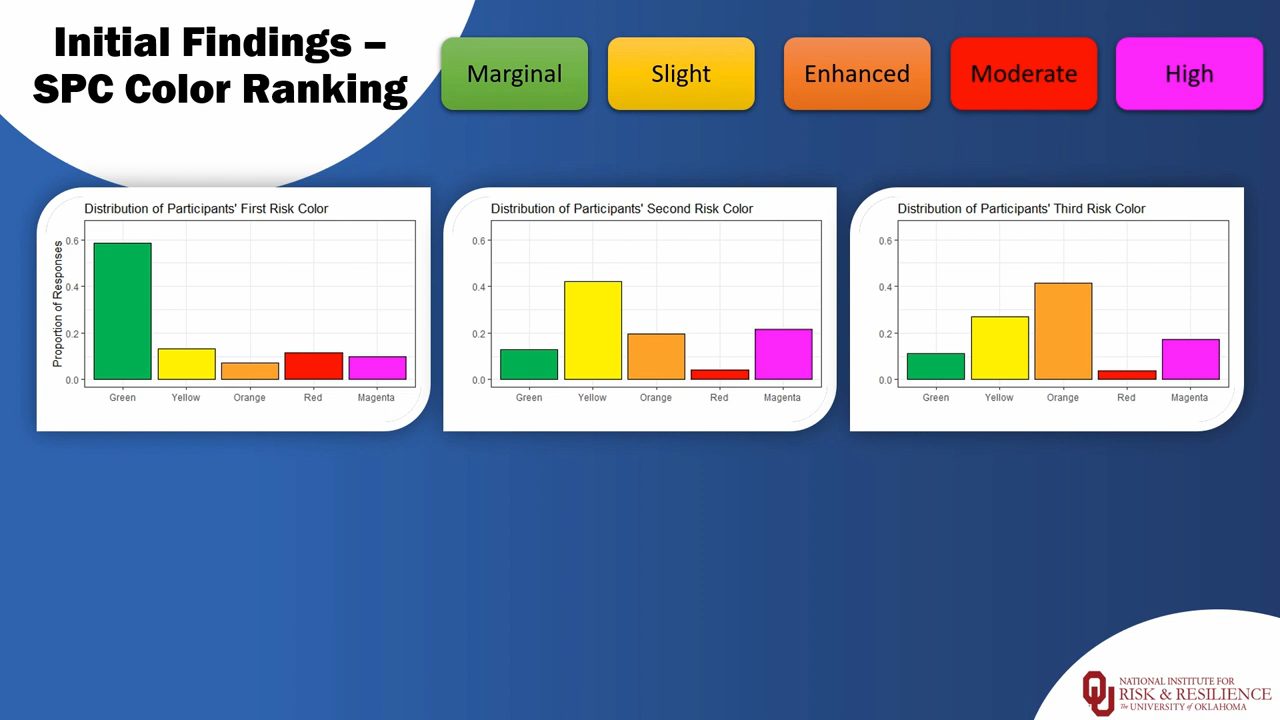 Initial Findings –
SPC Color Ranking
Marginal
Slight
Enhanced
Moderate
High
Distribution of Participants' First Risk Color
Proportion of Responses
0.6
0.4
0.2
0.0
Green Yellow Orange Red Magenta
Distribution of Participants' Second Risk Color
0.6
0.4
0.2
0.0
Green Yellow Orange Red Magenta
Distribution of Participants' Third Risk Color
0.6
0.4
0.2
0.0
Green Yellow Orange Red Magenta
NATIONAL INSTITUTE FOR
RISK & RESILIENCE
The UNIVERSITY of OKLAHOMA